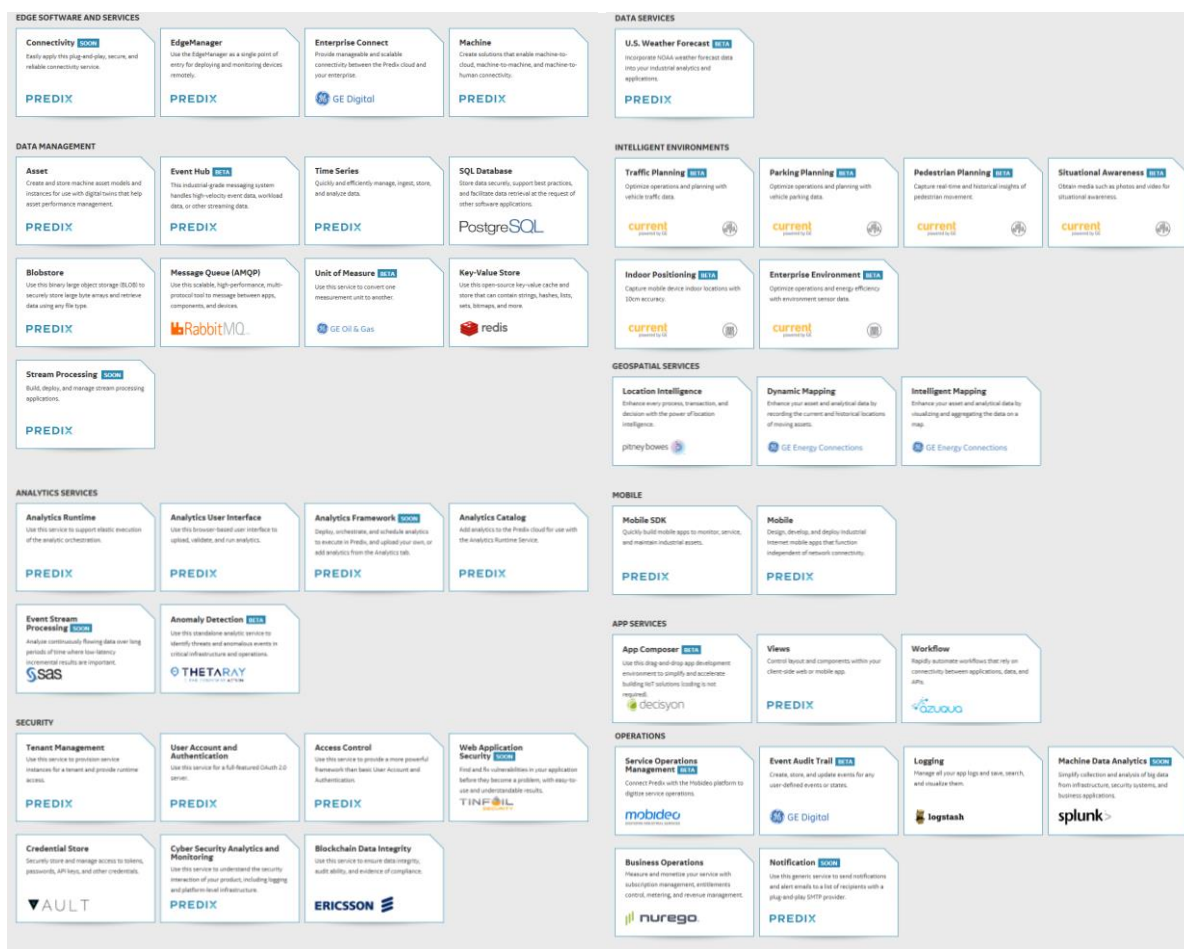 EDGE SOFTWARE AND SERVICES
Connectivity SOON
Easily apply this plug-and-play, secure, and
reliable connectivity service.
PREDIX
EdgeManager
Use the EdgeManager as a single point of
entry for deploying and monitoring devices
remotely.
PREDIX
Enterprise Connect
Provide manageable and scalable
connectivity between the Predix cloud and
your enterprise.
GE Digital
Machine
Create solutions that enable machine-to-
cloud, machine-to-machine, and machine-to-
human connectivity.
PREDIX
DATA MANAGEMENT
Asset
Create and store machine asset models and
instances for use with digital twins that help
asset performance management.
PREDIX
Event Hub BETA
This industrial-grade messaging system
handles high-velocity event data, workload
data, or other streaming data.
PREDIX
Time Series
Quickly and efficiently manage, ingest, store,
and analyze data.
PREDIX
SQL Database
Store data securely, support best practices,
and facilitate data retrieval at the request of
other software applications.
PostgreSQL
Blobstore
Use this binary large object storage (BLOB) to
securely store large byte arrays and retrieve
data using any file type.
PREDIX
Message Queue (AMQP)
Use this scalable, high-performance, multi-
protocol tool to message between apps,
components, and devices.
RabbitMQ
Unit of Measure BETA
Use this service to convert one
measurement unit to another.
GE Oil & Gas
Key-Value Store
Use this open-source key-value cache and
store that can contain strings, hashes, lists,
sets, bitmaps, and more.
redis
Stream Processing SOON
Build, deploy, and manage stream processing
applications.
PREDIX
ANALYTICS SERVICES
Analytics Runtime
Use this service to support elastic execution
of the analytic orchestration.
PREDIX
Analytics User Interface
Use this browser-based user interface to
upload, validate, and run analytics.
PREDIX
Analytics Framework SOON
Deploy, orchestrate, and schedule analytics
to execute in Predix, and upload your own, or
add analytics from the Analytics tab.
PREDIX
Analytics Catalog
Add analytics to the Predix cloud for use with
the Analytics Runtime Service.
PREDIX
Event Stream
Processing SOON
Analyze continuously flowing data over long
periods of time where low-latency
incremental results are important.
sas
Anomaly Detection BETA
Use this standalone analytic service to
identify threats and anomalous events in
critical infrastructure and operations.
THETARAY
SECURITY
Tenant Management
Use this service to provision service
instances for a tenant and provide runtime
access.
PREDIX
User Account and
Authentication
Use this service for a full-featured OAuth 2.0
server.
PREDIX
Access Control
Use this service to provide a more powerful
framework than basic User Account and
Authentication.
PREDIX
Web Application
Security SOON
Find and fix vulnerabilities in your application
before they become a problem, with easy-to-
use and understandable results.
TINFOIL
SECURITY
Credential Store
Securely store and manage access to tokens,
passwords, API keys, and other credentials.
VAULT
Cyber Security Analytics and
Monitoring
Use this service to understand the security
interaction of your product, including logging
and platform-level infrastructure.
PREDIX
Blockchain Data Integrity
Use this service to ensure data integrity,
audit ability, and evidence of compliance.
ERICSSON
DATA SERVICES
U.S. Weather Forecast BETA
Incorporate NOAA weather forecast data
into your industrial analytics and
applications.
PREDIX
INTELLIGENT ENVIRONMENTS
Traffic Planning BETA
Optimize operations and planning with
vehicle traffic data.
current
powered by GE
Parking Planning BETA
Optimize operations and planning with
vehicle parking data.
current
powered by GE
Pedestrian Planning BETA
Capture real-time and historical insights of
pedestrian movement.
current
powered by GE
Situational Awareness BETA
Obtain media such as photos and video for
situational awareness.
current
powered by GE
Indoor Positioning BETA
Capture mobile device indoor locations with
10cm accuracy.
current
powered by GE
Enterprise Environment BETA
Optimize operations and energy efficiency
with environment sensor data.
current
powered by GE
GEOSPATIAL SERVICES
Location Intelligence
Enhance every process, transaction, and
decision with the power of location
intelligence.
pitney bowes
Dynamic Mapping
Enhance your asset and analytical data by
recording the current and historical locations
of moving assets.
GE Energy Connections
Intelligent Mapping
Enhance your asset and analytical data by
visualizing and aggregating the data on a
map.
GE Energy Connections
MOBILE
Mobile SDK
Quickly build mobile apps to monitor, service,
and maintain industrial assets.
PREDIX
Mobile
Design, develop, and deploy Industrial
Internet mobile apps that function
independent of network connectivity.
PREDIX
APP SERVICES
App Composer BETA
Use this drag-and-drop app development
environment to simplify and accelerate
building IIoT solutions (coding is not
required).
decisyon
Views
Control layout and components within your
client-side web or mobile app.
PREDIX
Workflow
Rapidly automate workflows that rely on
connectivity between applications, data, and
APIs.
azuqua
OPERATIONS
Service Operations
Management BETA
Connect Predix with the Mobideo platform to
digitize service operations.
mobideo
Event Audit Trail BETA
Create, store, and update events for any
user-defined events or states.
GE Digital
Logging
Manage all your app logs and save, search,
and visualize them.
logstash
Machine Data Analytics SOON
Simplify collection and analysis of big data
from infrastructure, security systems, and
business applications.
splunk>
Business Operations
Measure and monetize your service with
subscription management, entitlements
control, metering, and revenue management.
nurego
Notification SOON
Use this generic service to send notifications
and alert emails to a list of recipients with a
plug-and-play SMTP provider.
PREDIX